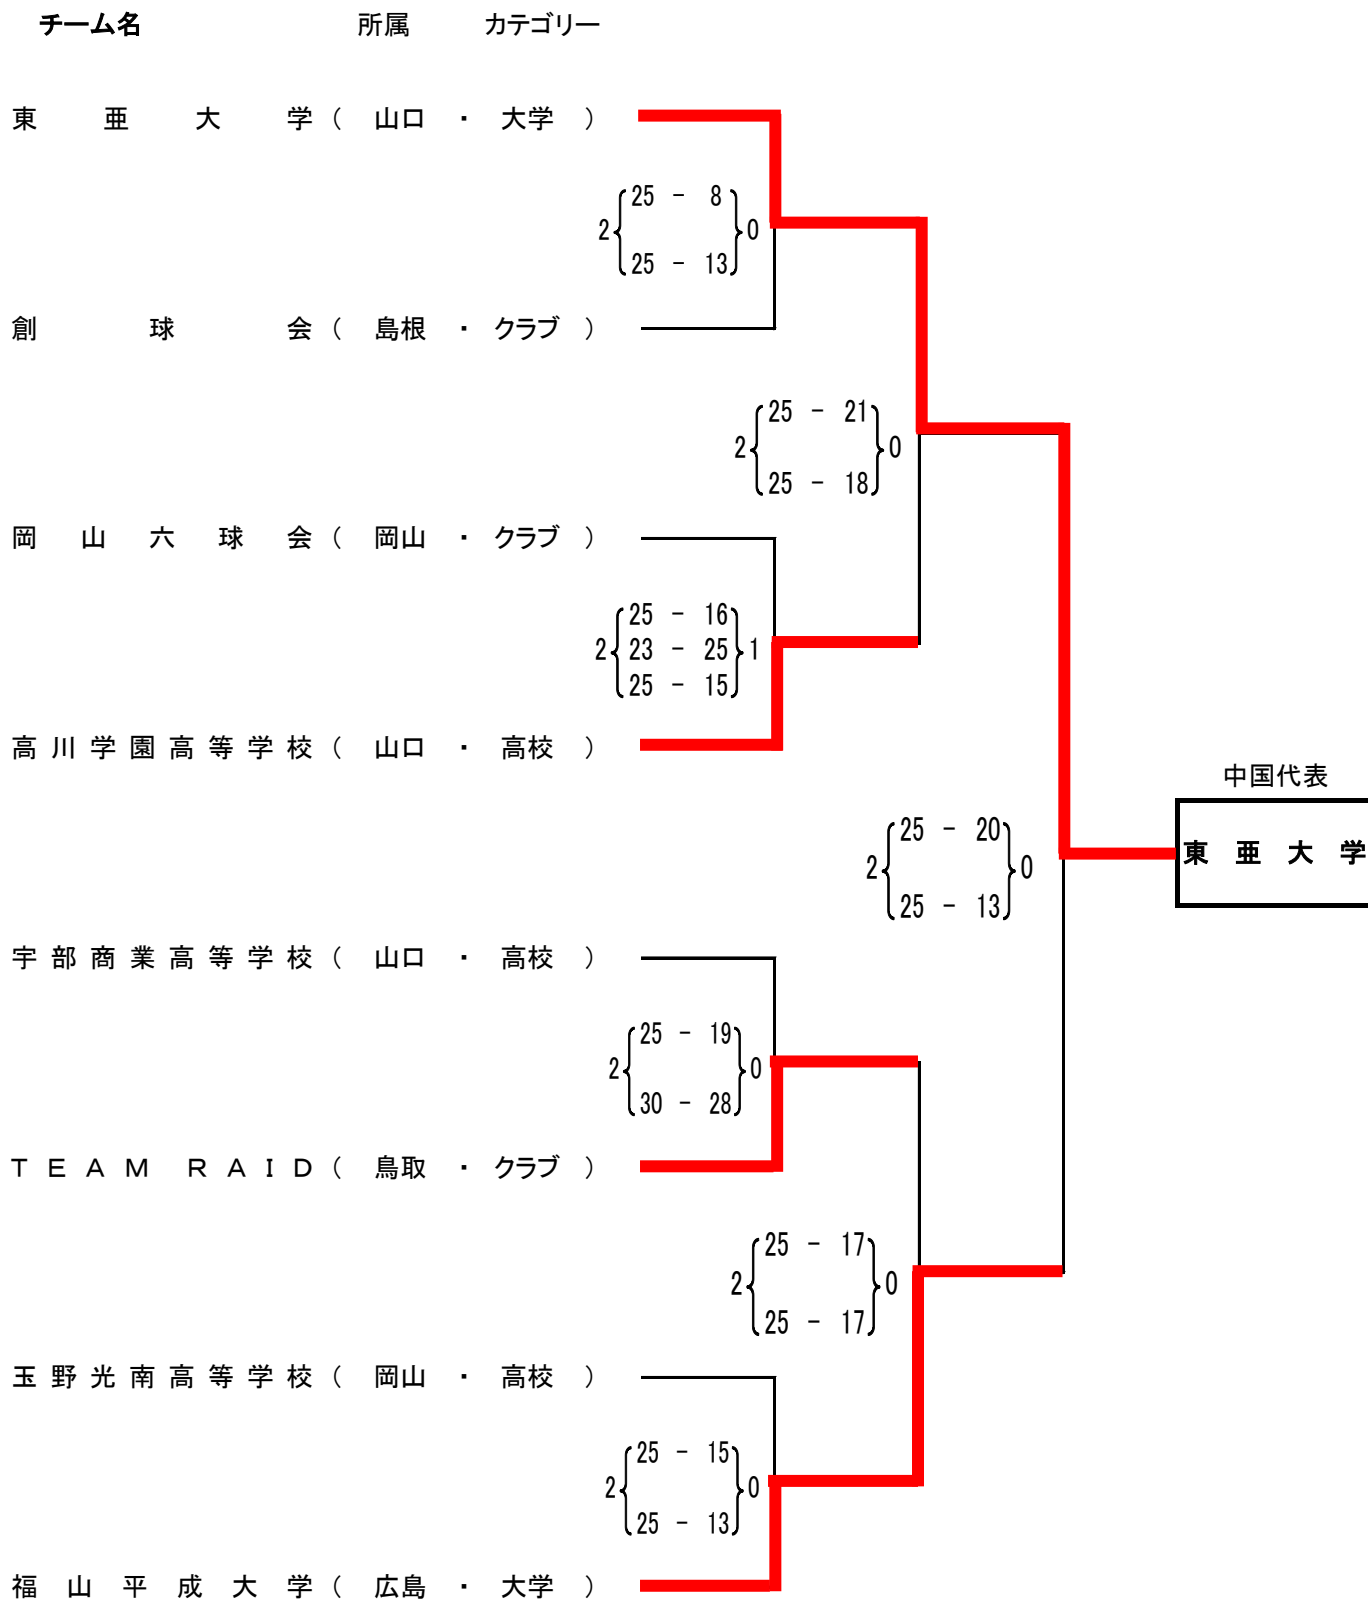 チーム名 所属 カテゴリー
東亜大学（ 山口 ・ 大学 ）
25 - 8
2 0
25 - 13
創球会（ 島根 ・ クラブ ）
25 - 21
2 0
25 - 18
岡山六球会（ 岡山 ・ クラブ ）
25 - 16
2 23 - 25 1
25 - 15
高川学園高等学校（ 山口 ・ 高校 ）
中国代表
東亜大学
25 - 20
2 0
25 - 13
宇部商業高等学校（ 山口 ・ 高校 ）
25 - 19
2 0
30 - 28
ＴＥＡＭ ＲＡＩＤ（ 鳥取 ・ クラブ ）
25 - 17
2 0
25 - 17
玉野光南高等学校（ 岡山 ・ 高校 ）
25 - 15
2 0
25 - 13
福山平成大学（ 広島 ・ 大学 ）